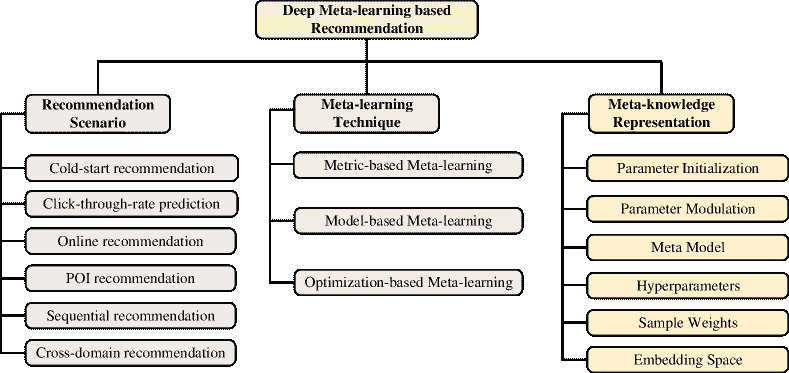 Deep Meta-learning based
Recommendation
Recommendation
Scenario
Cold-start recommendation
Click-through-rate prediction
Online recommendation
POI recommendation
Sequential recommendation
Cross-domain recommendation
Meta-learning
Technique
Metric-based Meta-learning
Model-based Meta-learning
Optimization-based Meta-learning
Meta-knowledge
Representation
Parameter Initialization
Parameter Modulation
Meta Model
Hyperparameters
Sample Weights
Embedding Space